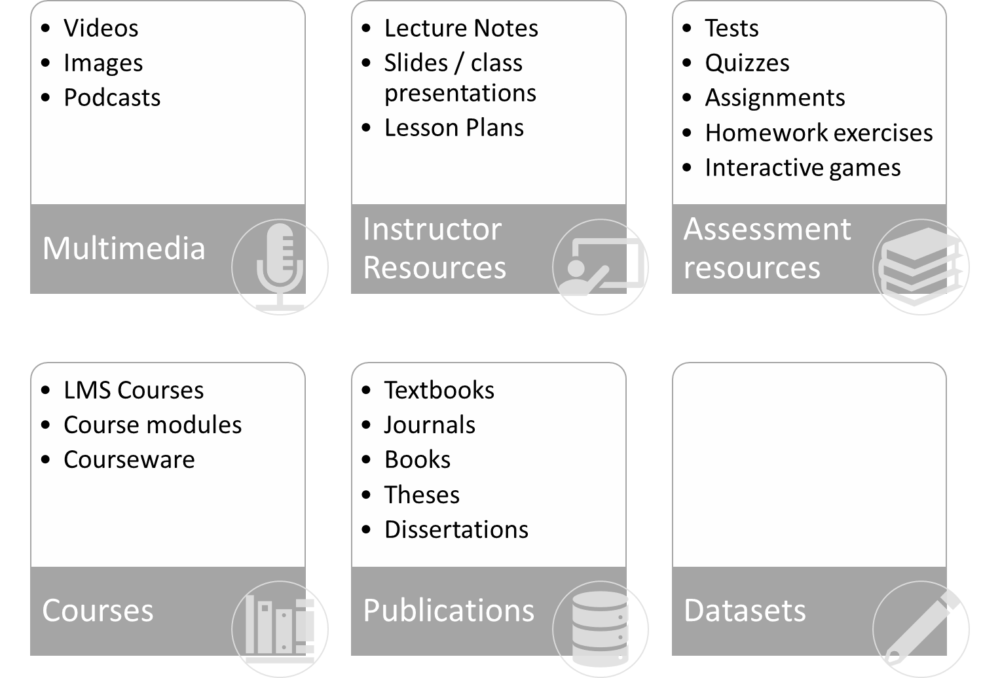 • Videos
• Images
• Podcasts
Multimedia
• Lecture Notes
• Slides / class
presentations
• Lesson Plans
Instructor
Resources
• Tests
• Quizzes
• Assignments
• Homework exercises
• Interactive games
Assessment
resources
• LMS Courses
• Course modules
• Courseware
Courses
• Textbooks
• Journals
• Books
• Theses
• Dissertations
Publications
Datasets